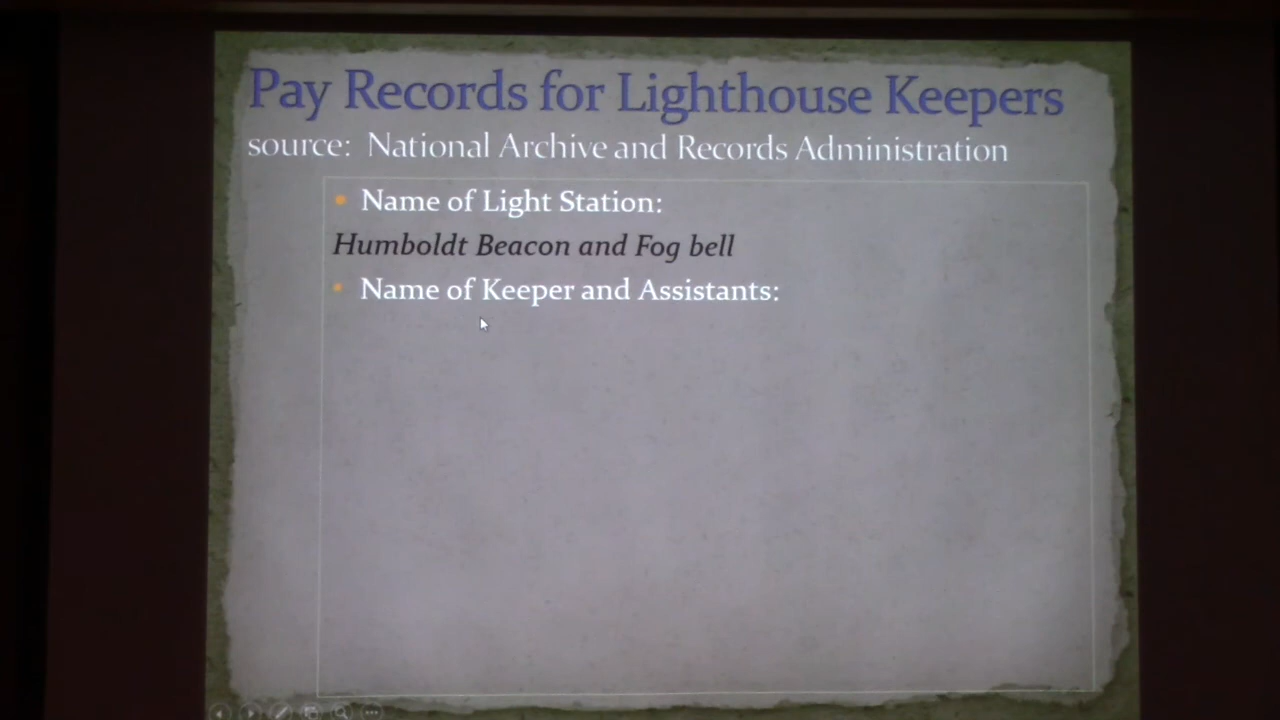 Pay Records for Lighthouse Keepers
source: National Archive and Records Administration
• Name of Light Station:
Humboldt Beacon and Fog bell
• Name of Keeper and Assistants: